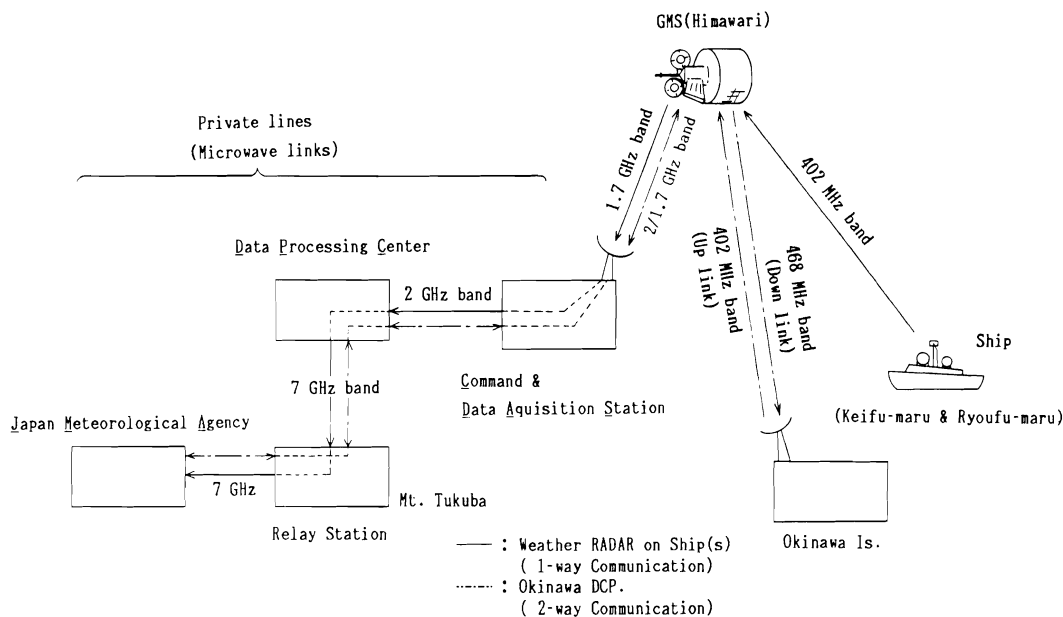 GMS(Himawari)
Private lines
(Microwave links)
1.7 GHz band
2/1.7 GHz band
402 MHz band
Data Processing Center
2 GHz band
402 MHz band
(Up link)
468 MHz band
(Down link)
Ship
7 GHz band
Command &
Data Aquisition Station
(Keifu-maru & Ryoufu-maru)
Japan Meteorological Agency
7 GHz
Mt. Tukuba
Relay Station
Okinawa Is.
: Weather RADAR on Ship(s)
( 1-way Communication)
: Okinawa DCP.
( 2-way Communication)